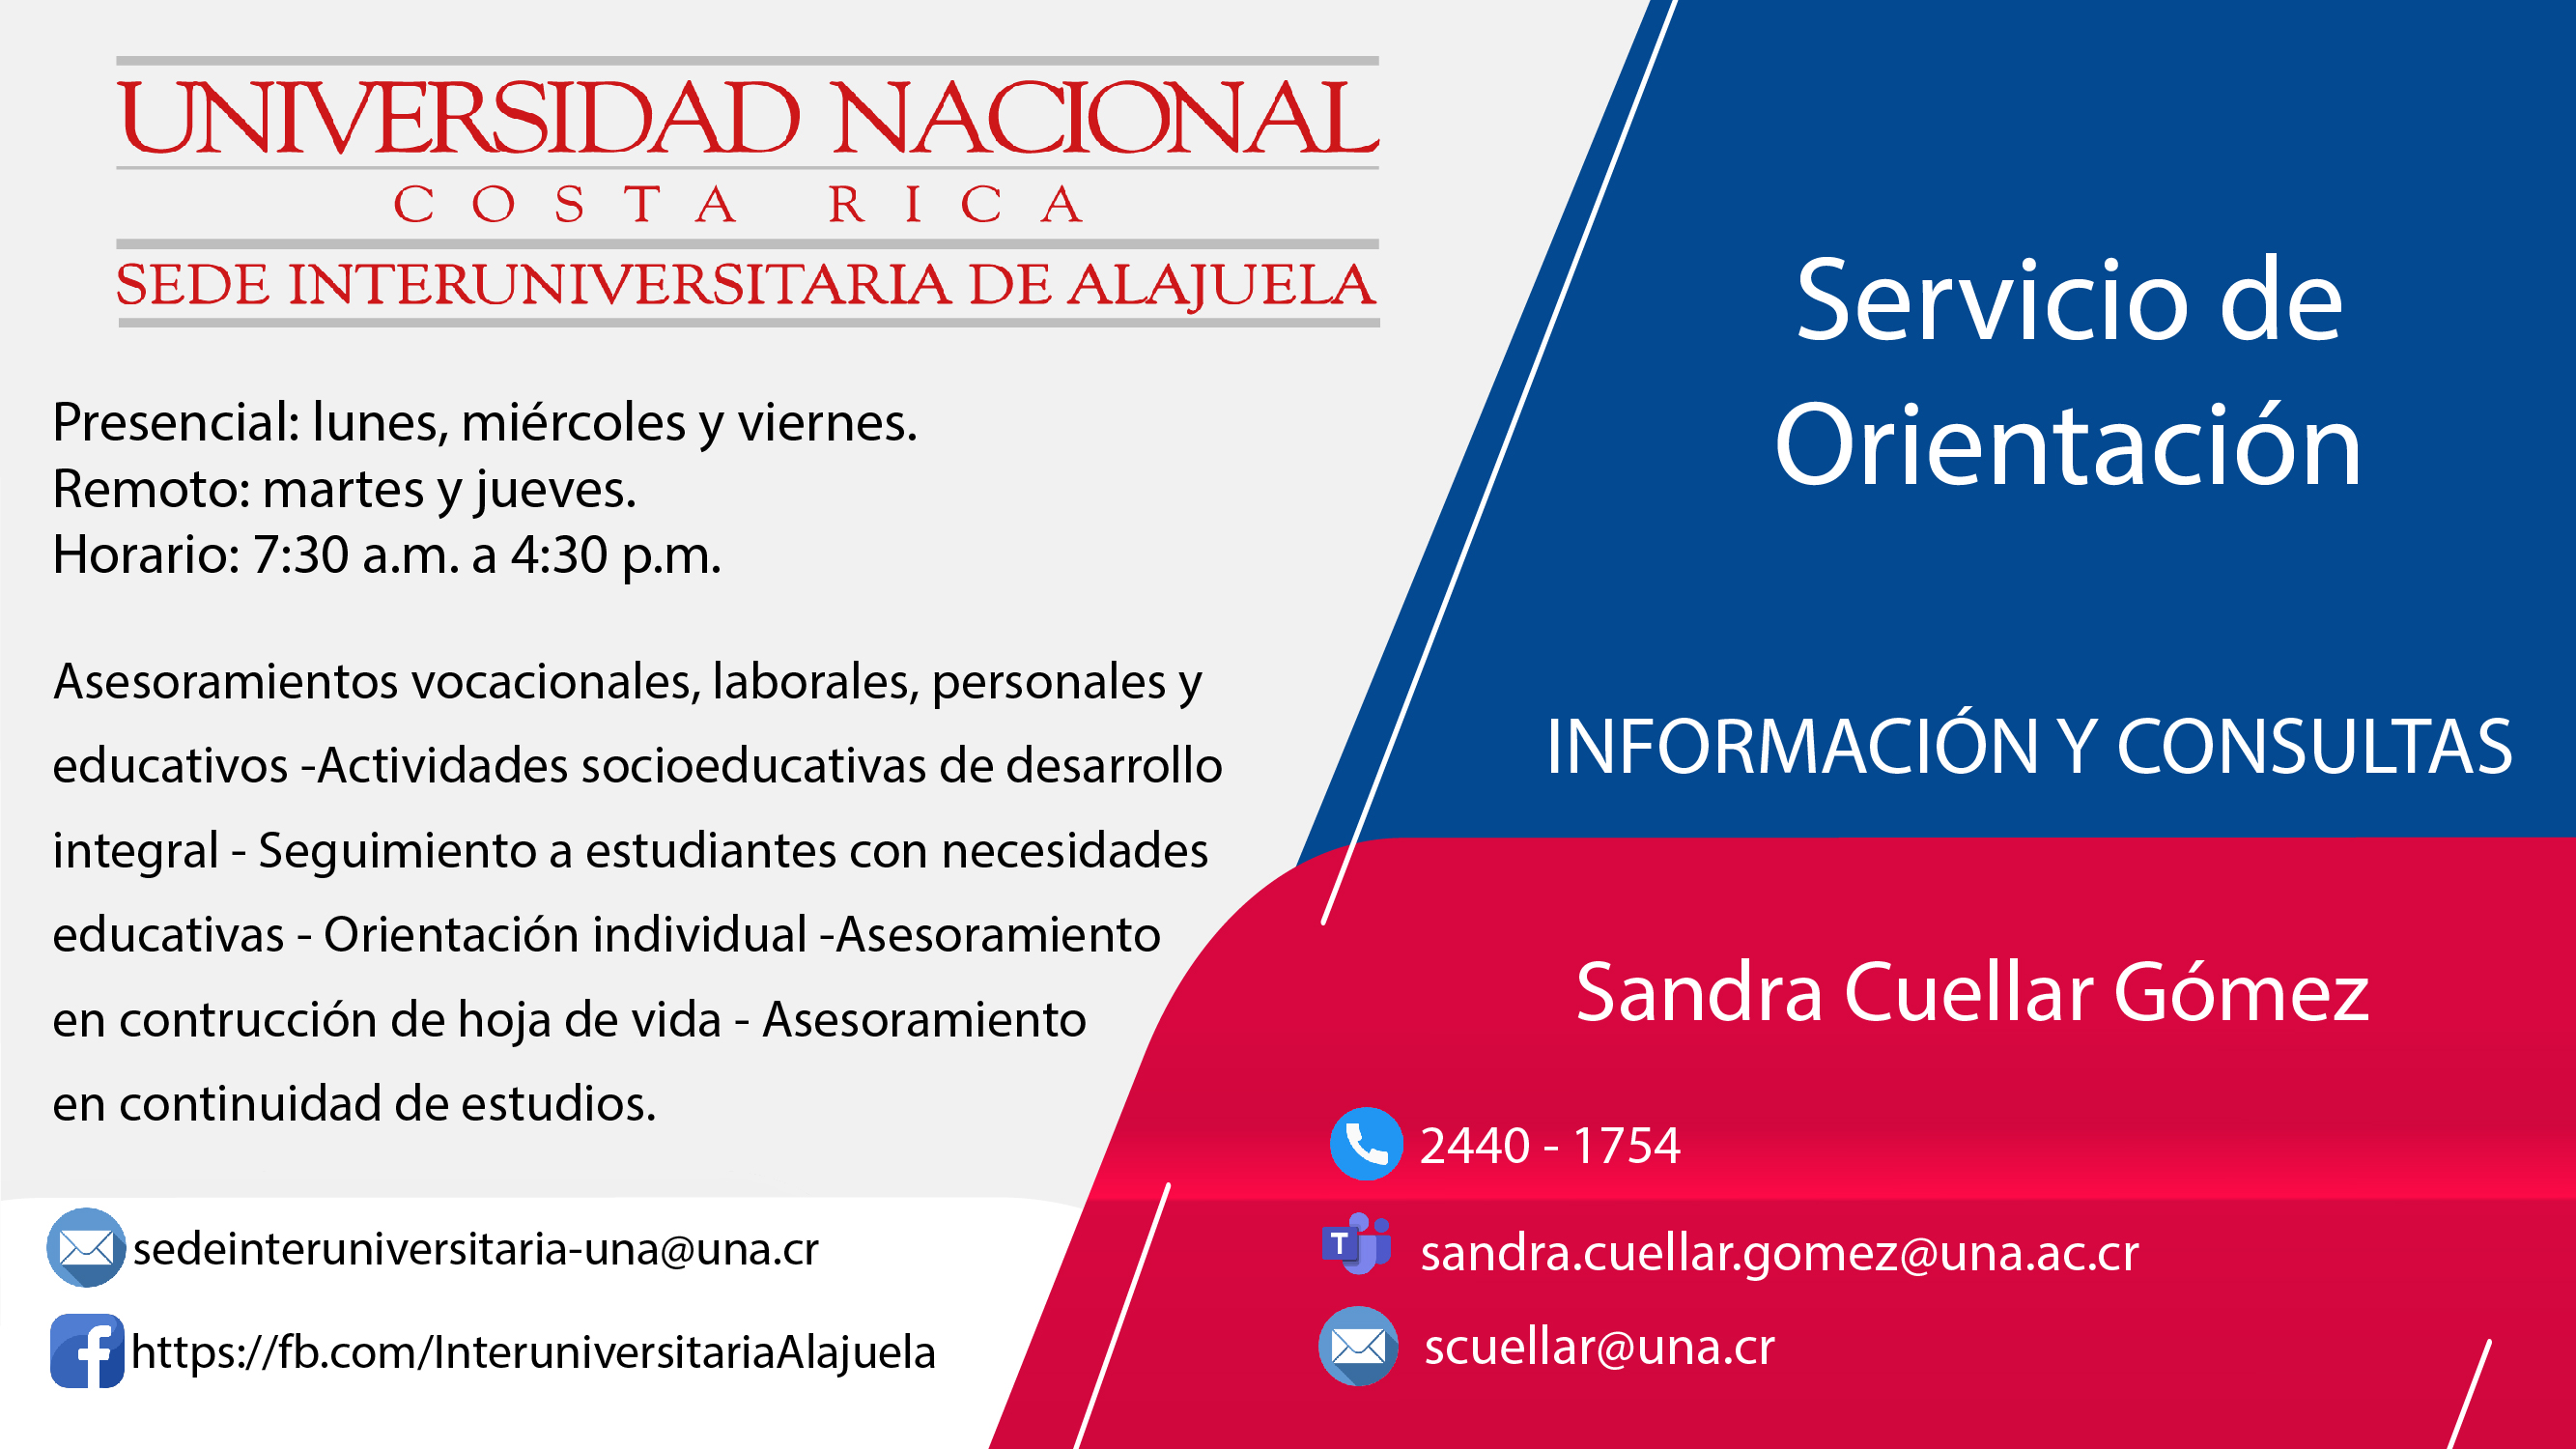 UNIVERSIDAD NACIONAL
COSTA RICA
SEDE INTERUNIVERSITARIA DE ALAJUELA
Presencial: lunes, miércoles y viernes.
Remoto: martes y jueves.
Horario: 7:30 a.m. a 4:30 p.m.
Asesoramientos vocacionales, laborales, personales y
educativos -Actividades socioeducativas de desarrollo
integral - Seguimiento a estudiantes con necesidades
educativas - Orientación individual -Asesoramiento
en contrucción de hoja de vida - Asesoramiento
en continuidad de estudios.
sedeinteruniversitaria-una@una.cr
https://fb.com/InteruniversitariaAlajuela
Servicio de
Orientación
INFORMACIÓN Y CONSULTAS
Sandra Cuellar Gómez
2440 - 1754
T
sandra.cuellar.gomez@una.ac.cr
scuellar@una.cr